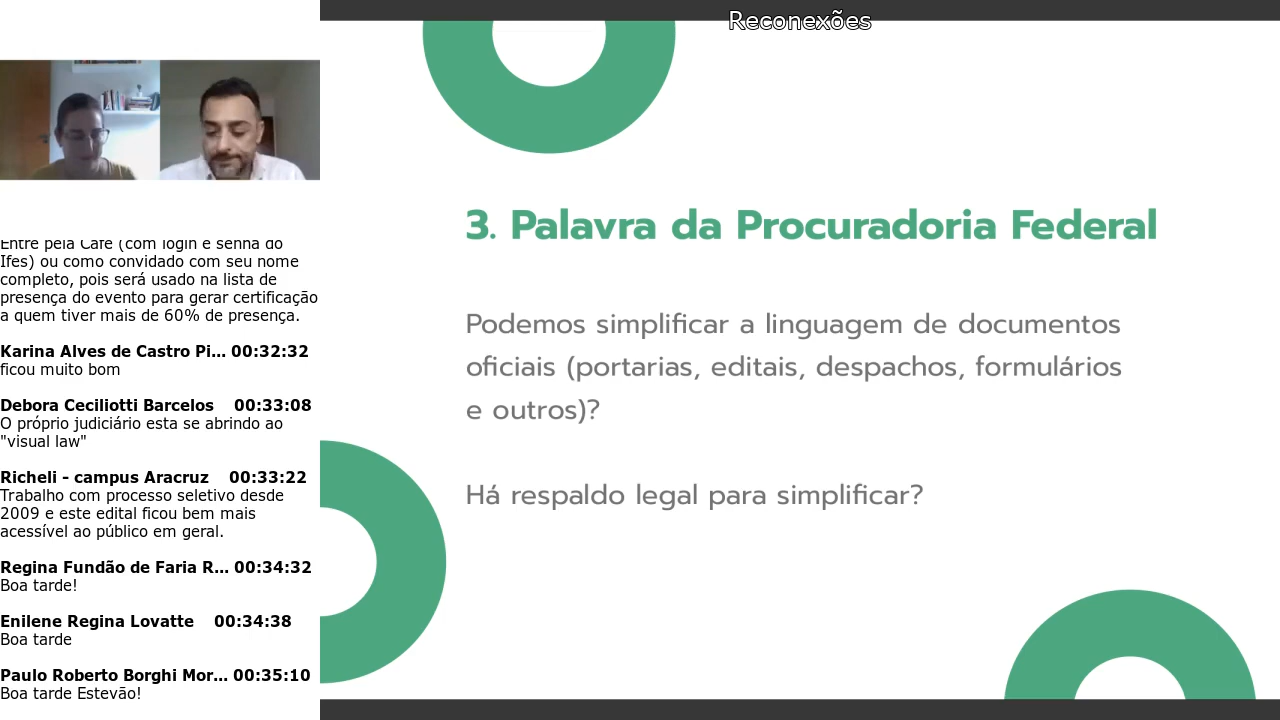 Reconexões
Entre pela Cafe (com login e senha do
Ifes) ou como convidado com seu nome
completo, pois será usado na lista de
presença do evento para gerar certificação
a quem tiver mais de 60% de presença.
Karina Alves de Castro Pi... 00:32:32
ficou muito bom
Debora Ceciliotti Barcelos 00:33:08
O próprio judiciário esta se abrindo ao
"visual law"
Richeli - campus Aracruz 00:33:22
Trabalho com processo seletivo desde
2009 e este edital ficou bem mais
acessível ao público em geral.
Regina Fundão de Faria R... 00:34:32
Boa tarde!
Enilene Regina Lovatte 00:34:38
Boa tarde
Paulo Roberto Borghi Mor... 00:35:10
Boa tarde Estevão!
3. Palavra da Procuradoria Federal
Podemos simplificar a linguagem de documentos
oficiais (portarias, editais, despachos, formulários
e outros)?
Há respaldo legal para simplificar?